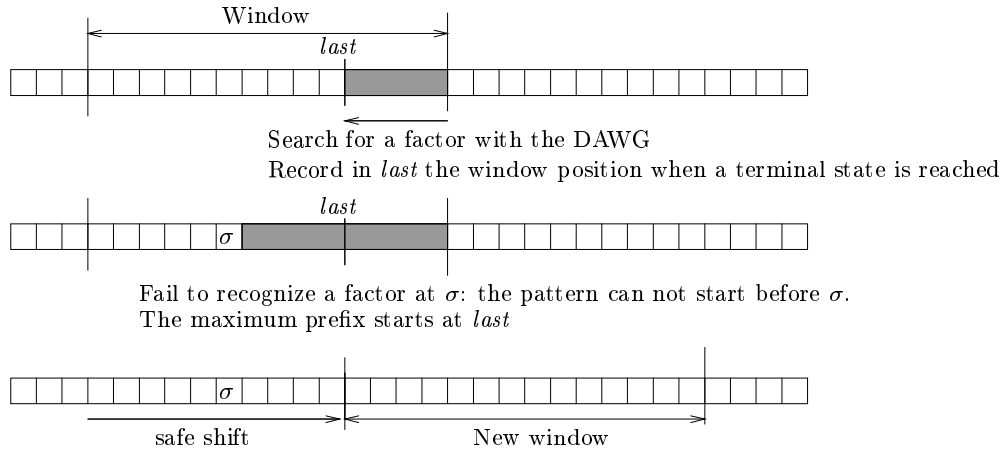 Window
last
Search for a factor with the DAWG
Record in last the window position when a terminal state is reached
last
σ
Fail to recognize a factor at σ: the pattern can not start before σ.
The maximum prefix starts at last
σ
safe shift
New window